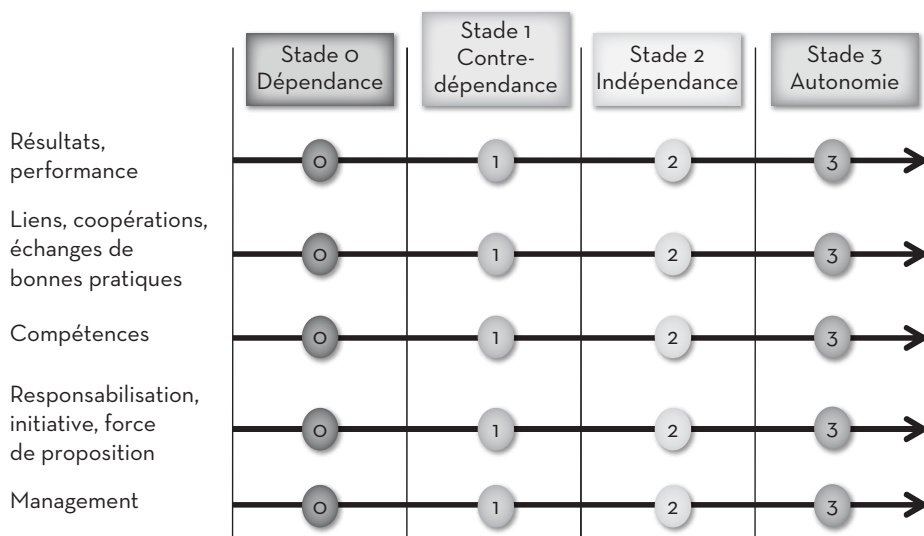 Stade 0
Dépendance
Stade 1
Contre-
dépendance
Stade 2
Indépendance
Stade 3
Autonomie
Résultats,
performance
0 1 2 3
Liens, coopérations,
échanges de
bonnes pratiques
0 1 2 3
Compétences
0 1 2 3
Responsabilisation,
initiative, force
de proposition
0 1 2 3
Management
0 1 2 3